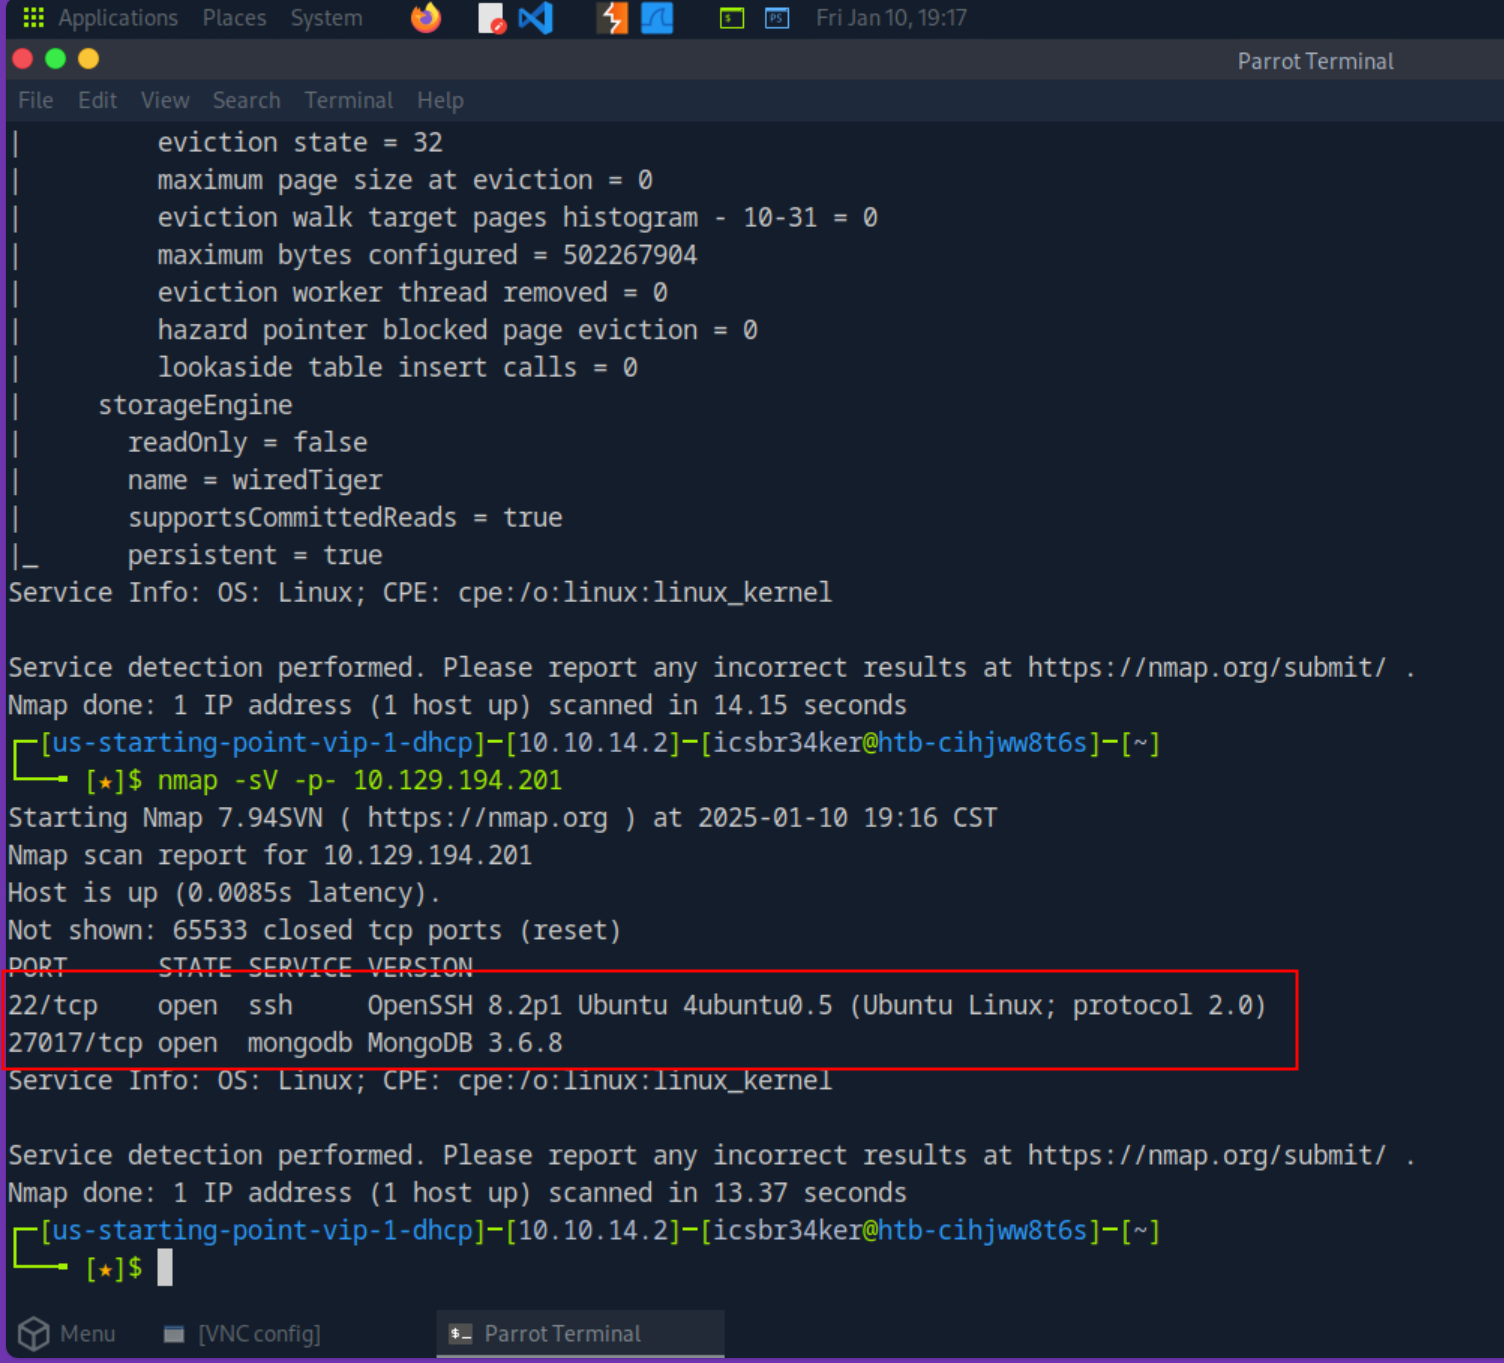 Applications Places System Fri Jan 10, 19:17
Parrot Terminal
File Edit View Search Terminal Help
| eviction state = 32
| maximum page size at eviction = 0
| eviction walk target pages histogram - 10-31 = 0
| maximum bytes configured = 502267904
| eviction worker thread removed = 0
| hazard pointer blocked page eviction = 0
| lookaside table insert calls = 0
| storageEngine
| readOnly = false
| name = wiredTiger
| supportsCommittedReads = true
|_ persistent = true
Service Info: OS: Linux; CPE: cpe:/o:linux:linux_kernel
Service detection performed. Please report any incorrect results at https://nmap.org/submit/ .
Nmap done: 1 IP address (1 host up) scanned in 14.15 seconds
┌─[us-starting-point-vip-1-dhcp]─[10.10.14.2]─[icsbr34ker@htb-cihjww8t6s]─[~]
└──╼ [★]$ nmap -sV -p- 10.129.194.201
Starting Nmap 7.94SVN ( https://nmap.org ) at 2025-01-10 19:16 CST
Nmap scan report for 10.129.194.201
Host is up (0.0085s latency).
Not shown: 65533 closed tcp ports (reset)
PORT STATE SERVICE VERSION
22/tcp open ssh OpenSSH 8.2p1 Ubuntu 4ubuntu0.5 (Ubuntu Linux; protocol 2.0)
27017/tcp open mongodb MongoDB 3.6.8
Service Info: OS: Linux; CPE: cpe:/o:linux:linux_kernel
Service detection performed. Please report any incorrect results at https://nmap.org/submit/ .
Nmap done: 1 IP address (1 host up) scanned in 13.37 seconds
┌─[us-starting-point-vip-1-dhcp]─[10.10.14.2]─[icsbr34ker@htb-cihjww8t6s]─[~]
└──╼ [★]$
Menu [VNC config] Parrot Terminal